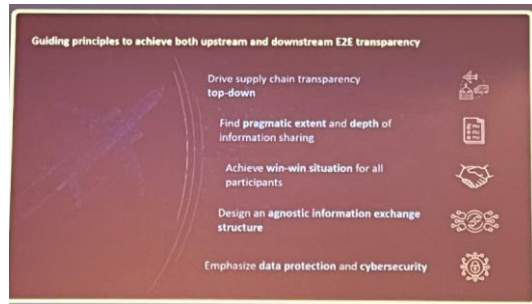 Guiding principles to achieve both upstream and downstream E2E transparency
Drive supply chain transparency
top-down
Find pragmatic extent and depth of
information sharing
Achieve win-win situation for all
participants
Design an agnostic information exchange
structure
Emphasize data protection and cybersecurity